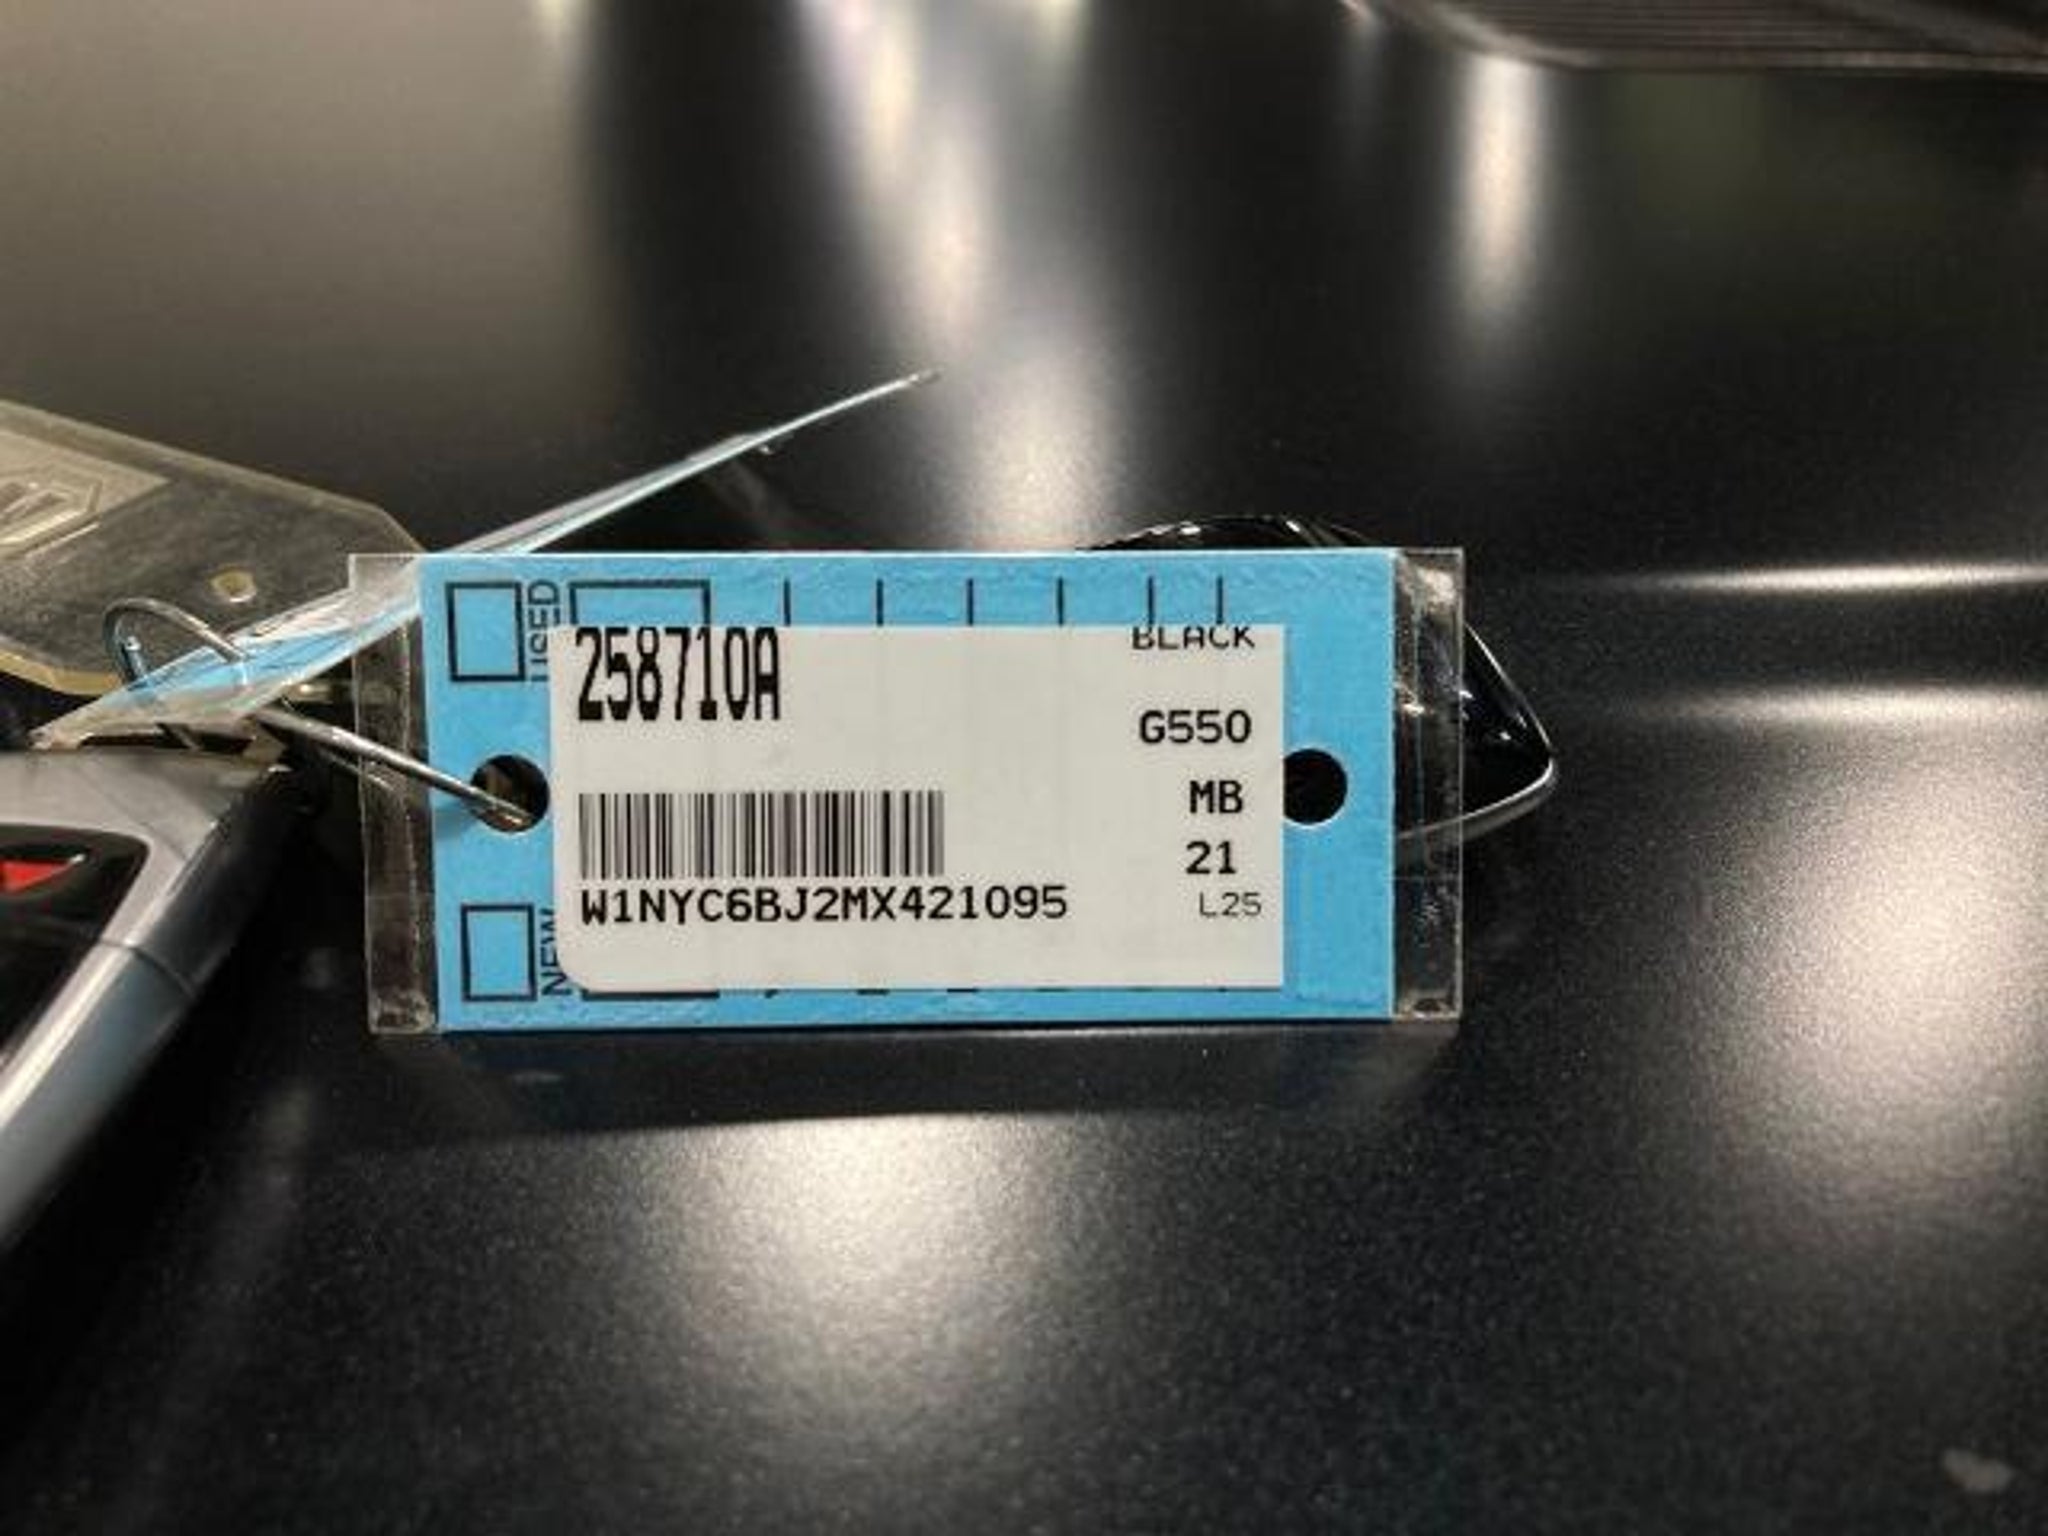 USED
258710A
BLACK
G550
MB
21
W1NYC6BJ2MX421095
L25
NEW